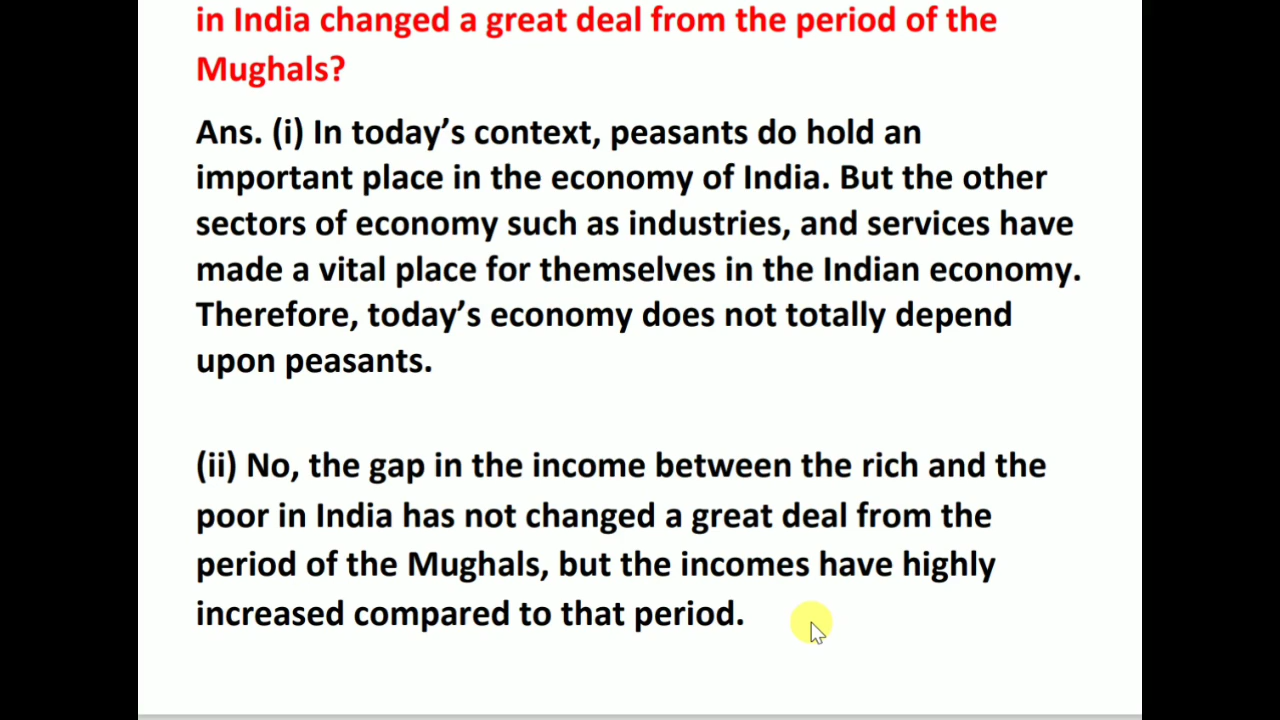 in India changed a great deal from the period of the
Mughals?
Ans. (i) In today’s context, peasants do hold an
important place in the economy of India. But the other
sectors of economy such as industries, and services have
made a vital place for themselves in the Indian economy.
Therefore, today’s economy does not totally depend
upon peasants.
(ii) No, the gap in the income between the rich and the
poor in India has not changed a great deal from the
period of the Mughals, but the incomes have highly
increased compared to that period.